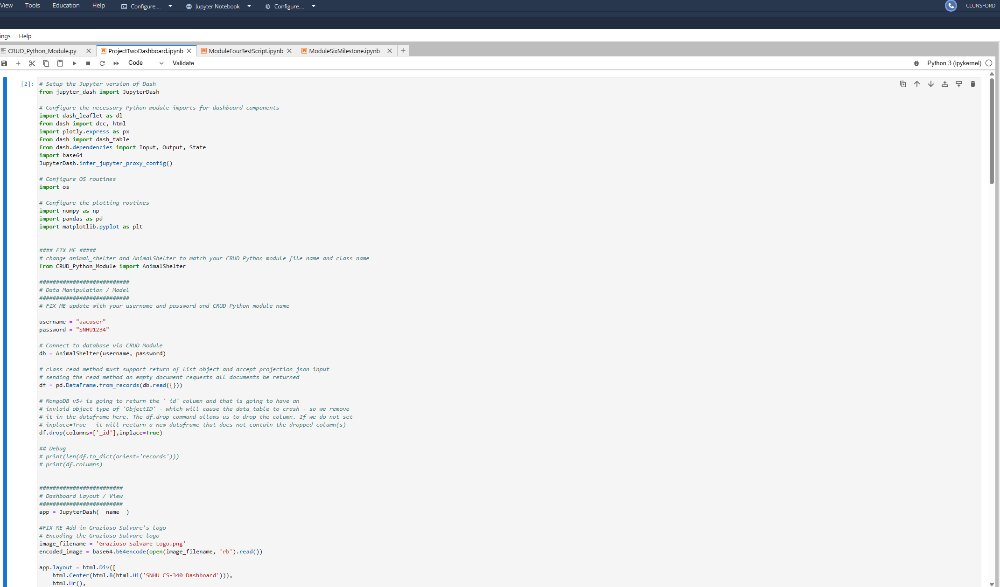 View Tools Education Help Configure.... Jupyter Notebook Configure.... CLUNSFORD
ings Help
CRUD_Python_Module.py ProjectTwoDashboard.ipynb ModuleFourTestScript.ipynb ModuleSixMilestone.ipynb
Code Validate Python 3 (ipykernel)
[2]: # Setup the Jupyter version of Dash
from jupyter_dash import JupyterDash
# Configure the necessary Python module imports for dashboard components
import dash_leaflet as dl
from dash import dcc, html
import plotly.express as px
from dash import dash_table
from dash.dependencies import Input, Output, State
import base64
JupyterDash.infer_jupyter_proxy_config()
# Configure OS routines
import os
# Configure the plotting routines
import numpy as np
import pandas as pd
import matplotlib.pyplot as plt
#### FIX ME #####
# change animal_shelter and AnimalShelter to match your CRUD Python module file name and class name
from CRUD_Python_Module import AnimalShelter
###########################
# Data Manipulation / Model
###########################
# FIX ME update with your username and password and CRUD Python module name
username = "aacuser"
password = "SNHU1234"
# Connect to database via CRUD Module
db = AnimalShelter(username, password)
# class read method must support return of list object and accept projection json input
# sending the read method an empty document requests all documents be returned
df = pd.DataFrame.from_records(db.read({}))
# MongoDB v5+ is going to return the '_id' column and that is going to have an
# invlaid object type of 'ObjectID' - which will cause the data_table to crash - so we remove
# it in the dataframe here. The df.drop command allows us to drop the column. If we do not set
# inplace=True - it will reeturn a new dataframe that does not contain the dropped column(s)
df.drop(columns=['_id'],inplace=True)
## Debug
# print(len(df.to_dict(orient='records')))
# print(df.columns)
#########################
# Dashboard Layout / View
#########################
app = JupyterDash(__name__)
#FIX ME Add in Grazioso Salvare’s logo
# Encoding the Grazioso Salvare logo
image_filename = 'Grazioso Salvare Logo.png'
encoded_image = base64.b64encode(open(image_filename, 'rb').read())
app.layout = html.Div([
html.Center(html.B(html.H1('SNHU CS-340 Dashboard'))),
html.Hr(),